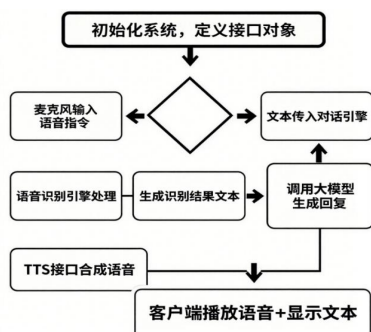 初始化系统，定义接口对象
麦克风输入
语音指令
文本传入对话引擎
语音识别引擎处理
生成识别结果文本
调用大模型
生成回复
TTS接口合成语音
客户端播放语音+显示文本